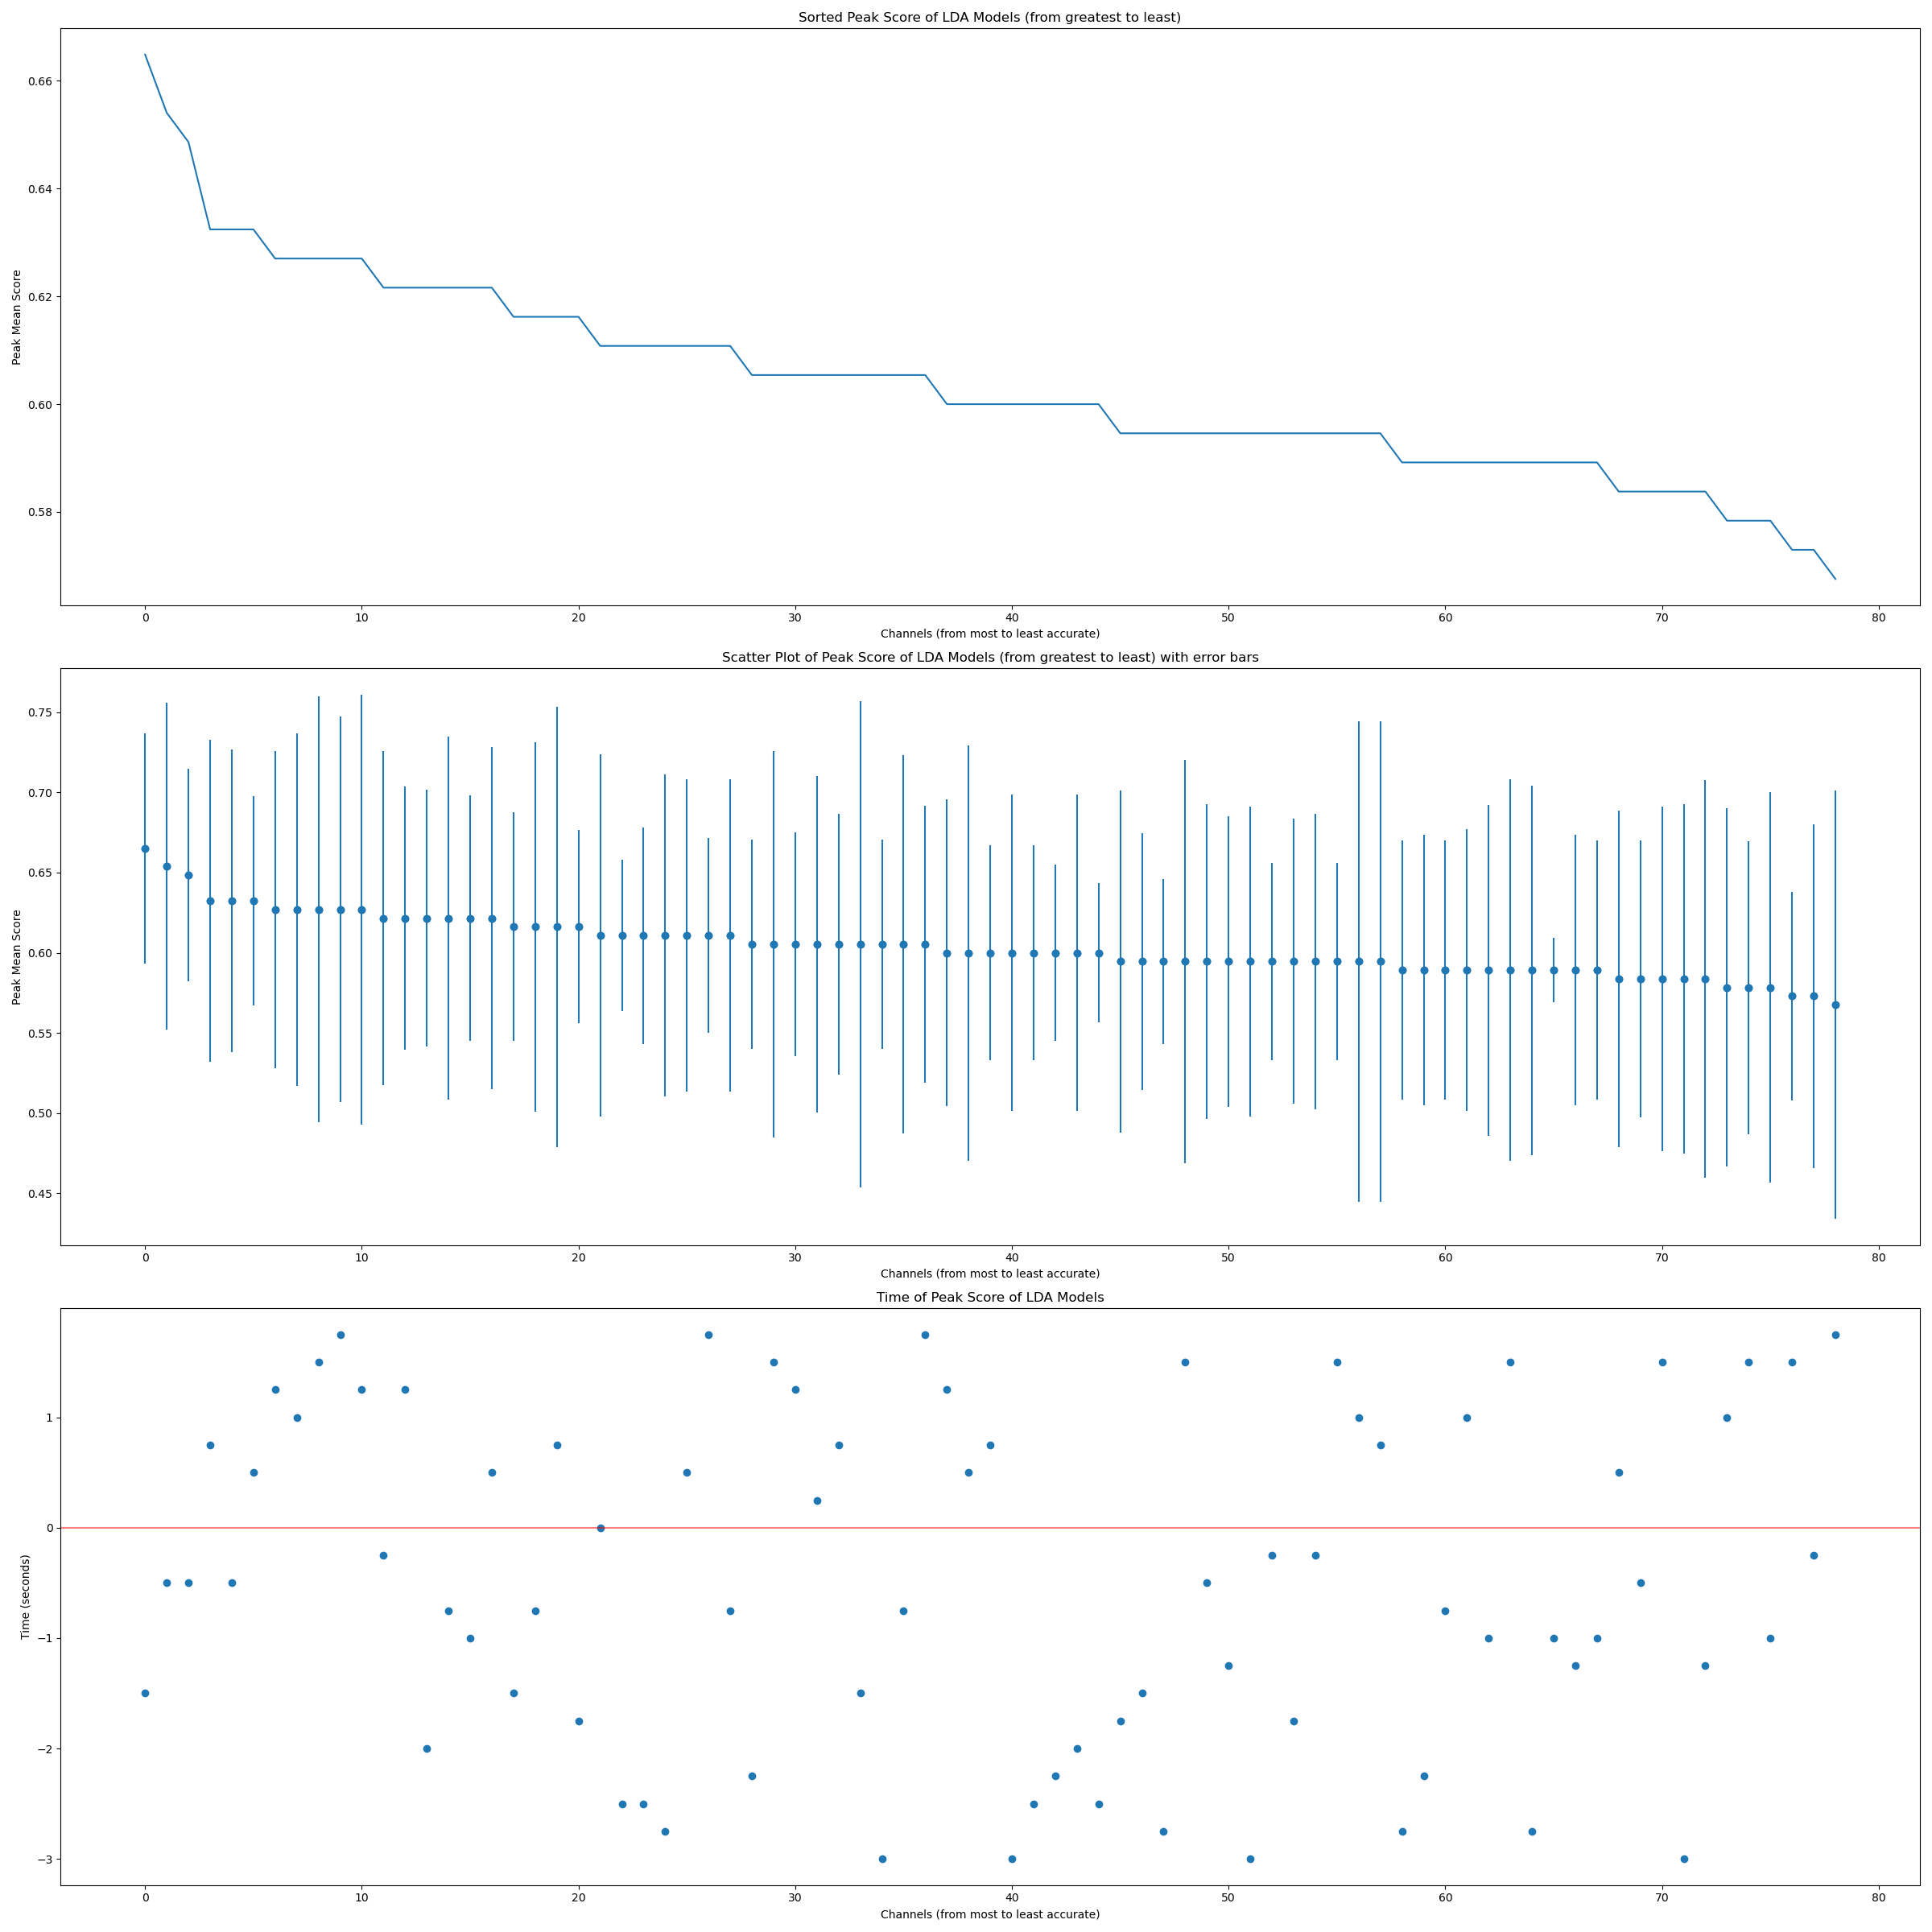 Sorted Peak Score of LDA Models (from greatest to least)
0.66
0.64
0.62
0.60
0.58
Peak Mean Score
0 10 20 30 40 50 60 70 80
Channels (from most to least accurate)
Scatter Plot of Peak Score of LDA Models (from greatest to least) with error bars
0.75
0.70
0.65
0.60
0.55
0.50
0.45
Peak Mean Score
0 10 20 30 40 50 60 70 80
Channels (from most to least accurate)
Time of Peak Score of LDA Models
1
0
−1
−2
−3
Time (seconds)
0 10 20 30 40 50 60 70 80
Channels (from most to least accurate)